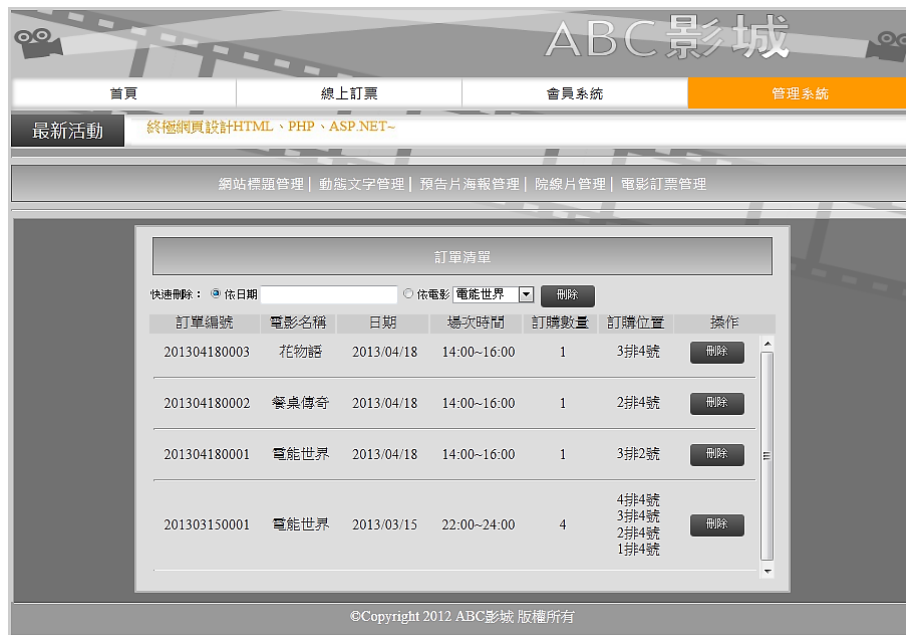 ABC影城
首頁 線上訂票 會員系統 管理系統
最新活動 終極網頁設計HTML、PHP、ASP.NET~
網站標題管理| 動態文字管理| 預告片海報管理| 院線片管理| 電影訂票管理
訂單清單
快速刪除： 依日期 依電影 電能世界 刪除
訂單編號 電影名稱 日期 場次時間 訂購數量 訂購位置 操作
201304180003 花物語 2013/04/18 14:00~16:00 1 3排4號 刪除
201304180002 餐桌傳奇 2013/04/18 14:00~16:00 1 2排4號 刪除
201304180001 電能世界 2013/04/18 14:00~16:00 1 3排2號 刪除
4排4號
3排4號
201303150001 電能世界 2013/03/15 22:00~24:00 4 刪除
2排4號
1排4號
©Copyright 2012 ABC影城 版權所有